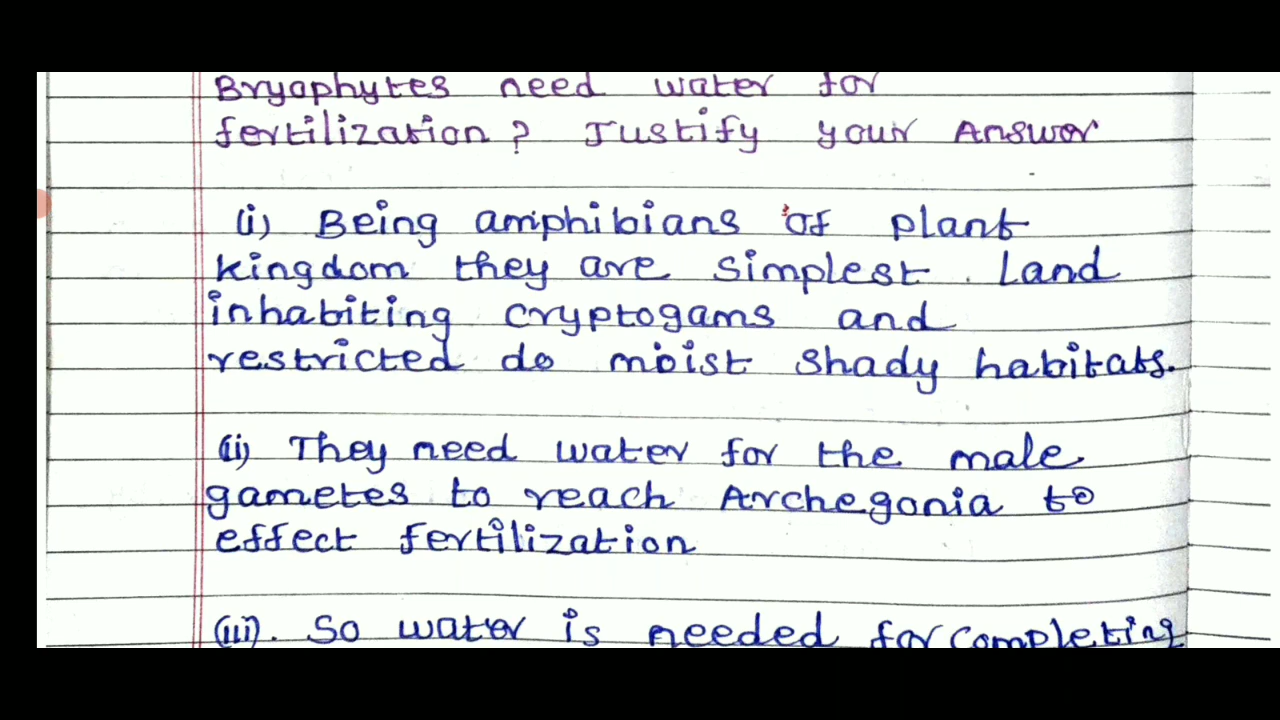 Bryophytes need water for
fertilization? Justify your Answer
(i) Being amphibians of plant
kingdom they are simplest Land
inhabiting cryptogams and
restricted do moist shady habitats.
(ii) They need water for the male
gametes to reach Archegonia to
effect fertilization
(iii). So water is needed for completing